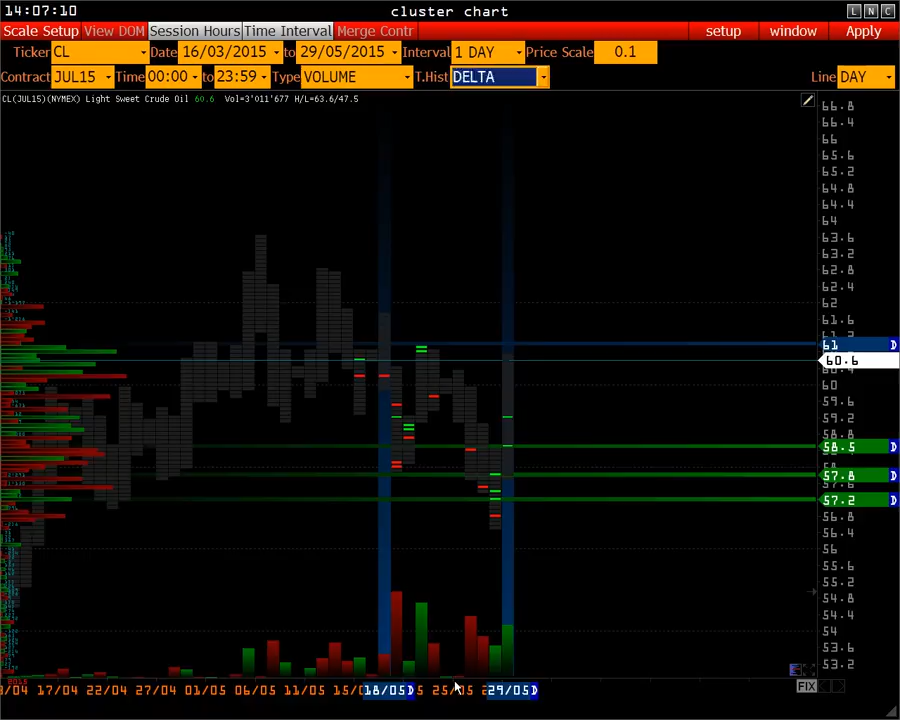 14:07:10 cluster chart L N C
Scale Setup View DOM Session Hours Time Interval Merge Contr setup window Apply
Ticker CL Date 16/03/2015 to 29/05/2015 Interval 1 DAY Price Scale 0.1
Contract JUL15 Time 00:00 to 23:59 Type VOLUME T.Hist DELTA Line DAY
CL(JUL15)(NYMEX) Light Sweet Crude Oil 60.6 Vol=3'011'677 H/L=63.6/47.5
66.8
66.4
66
65.6
65.2
64.8
64.4
64
63.6
63.2
62.8
62.4
62
61.6
61 D
60.6
60
59.6
59.2
58.8
58.5 D
57.8 D
57.2 D
56.8
56.4
56
55.6
55.2
54.8
54.4
54
53.6
53.2
FIX
/04 17/04 22/04 27/04 01/05 06/05 11/05 15/0 18/05 D 5 25/05 29/05 D